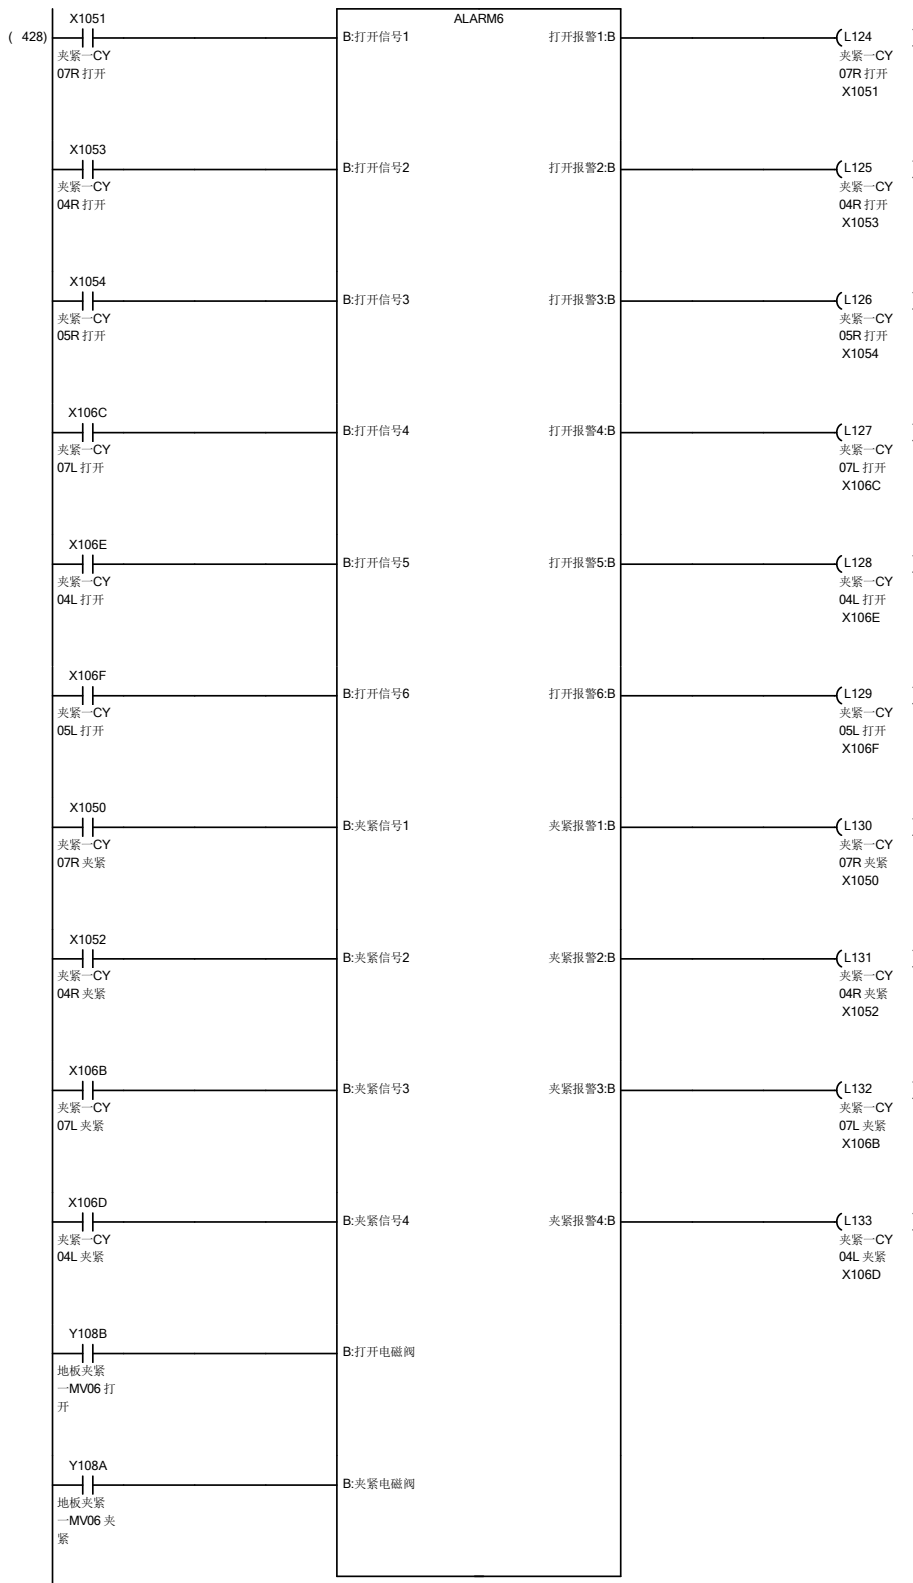 X1051
ALARM6
( 428)
B:打开信号1
打开报警1:B
L124
夹紧一CY
07R 打开
夹紧一CY
07R 打开
X1051
X1053
B:打开信号2
打开报警2:B
L125
夹紧一CY
04R 打开
夹紧一CY
04R 打开
X1053
X1054
B:打开信号3
打开报警3:B
L126
夹紧一CY
05R 打开
夹紧一CY
05R 打开
X1054
X106C
B:打开信号4
打开报警4:B
L127
夹紧一CY
07L 打开
夹紧一CY
07L 打开
X106C
X106E
B:打开信号5
打开报警5:B
L128
夹紧一CY
04L 打开
夹紧一CY
04L 打开
X106E
X106F
B:打开信号6
打开报警6:B
L129
夹紧一CY
05L 打开
夹紧一CY
05L 打开
X106F
X1050
B:夹紧信号1
夹紧报警1:B
L130
夹紧一CY
07R 夹紧
夹紧一CY
07R 夹紧
X1050
X1052
B:夹紧信号2
夹紧报警2:B
L131
夹紧一CY
04R 夹紧
夹紧一CY
04R 夹紧
X1052
X106B
B:夹紧信号3
夹紧报警3:B
L132
夹紧一CY
07L 夹紧
夹紧一CY
07L 夹紧
X106B
X106D
B:夹紧信号4
夹紧报警4:B
L133
夹紧一CY
04L 夹紧
夹紧一CY
04L 夹紧
X106D
Y108B
B:打开电磁阀
地板夹紧
一MV06 打
开
Y108A
B:夹紧电磁阀
地板夹紧
一MV06 夹
紧